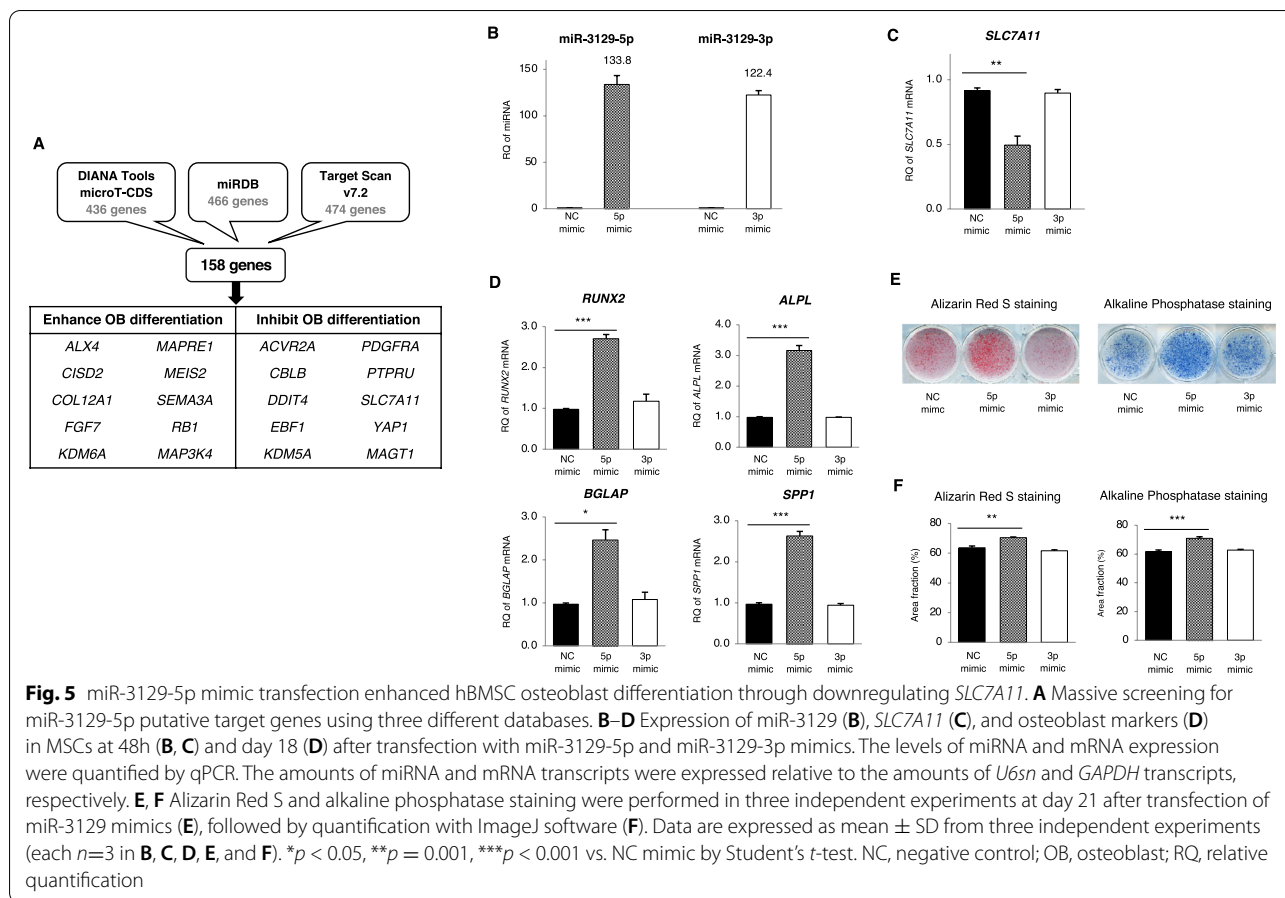 A
DIANA Tools
microT-CDS
436 genes
miRDB
466 genes
Target Scan
v7.2
474 genes
158 genes
Enhance OB differentiation Inhibit OB differentiation
ALX4 MAPRE1 ACVR2A PDGFRA
CISD2 MEIS2 CBLB PTPRU
COL12A1 SEMA3A DDIT4 SLC7A11
FGF7 RB1 EBF1 YAP1
KDM6A MAP3K4 KDM5A MAGT1
B
miR-3129-5p miR-3129-3p
133.8 122.4
RQ of miRNA
150
100
50
0
NC mimic 5p mimic NC mimic 3p mimic
C
SLC7A11
**
RQ of SLC7A11 mRNA
1.0
0.5
0.0
NC mimic 5p mimic 3p mimic
D
RUNX2
***
RQ of RUNX2 mRNA
3.0
2.0
1.0
0.0
NC mimic 5p mimic 3p mimic
ALPL
***
RQ of ALPL mRNA
4.0
3.0
2.0
1.0
0.0
NC mimic 5p mimic 3p mimic
BGLAP
*
RQ of BGLAP mRNA
3.0
2.0
1.0
0.0
NC mimic 5p mimic 3p mimic
SPP1
***
RQ of SPP1 mRNA
3.0
2.0
1.0
0.0
NC mimic 5p mimic 3p mimic
E
Alizarin Red S staining Alkaline Phosphatase staining
NC mimic 5p mimic 3p mimic NC mimic 5p mimic 3p mimic
F
Alizarin Red S staining
**
Area fraction (%)
80
60
40
20
0
NC mimic 5p mimic 3p mimic
Alkaline Phosphatase staining
***
Area fraction (%)
80
60
40
20
0
NC mimic 5p mimic 3p mimic
Fig. 5 miR-3129-5p mimic transfection enhanced hBMSC osteoblast differentiation through downregulating SLC7A11. A Massive screening for
miR-3129-5p putative target genes using three different databases. B–D Expression of miR-3129 (B), SLC7A11 (C), and osteoblast markers (D)
in MSCs at 48h (B, C) and day 18 (D) after transfection with miR-3129-5p and miR-3129-3p mimics. The levels of miRNA and mRNA expression
were quantified by qPCR. The amounts of miRNA and mRNA transcripts were expressed relative to the amounts of U6sn and GAPDH transcripts,
respectively. E, F Alizarin Red S and alkaline phosphatase staining were performed in three independent experiments at day 21 after transfection of
miR-3129 mimics (E), followed by quantification with ImageJ software (F). Data are expressed as mean ± SD from three independent experiments
(each n=3 in B, C, D, E, and F). *p < 0.05, **p = 0.001, ***p < 0.001 vs. NC mimic by Student's t-test. NC, negative control; OB, osteoblast; RQ, relative
quantification